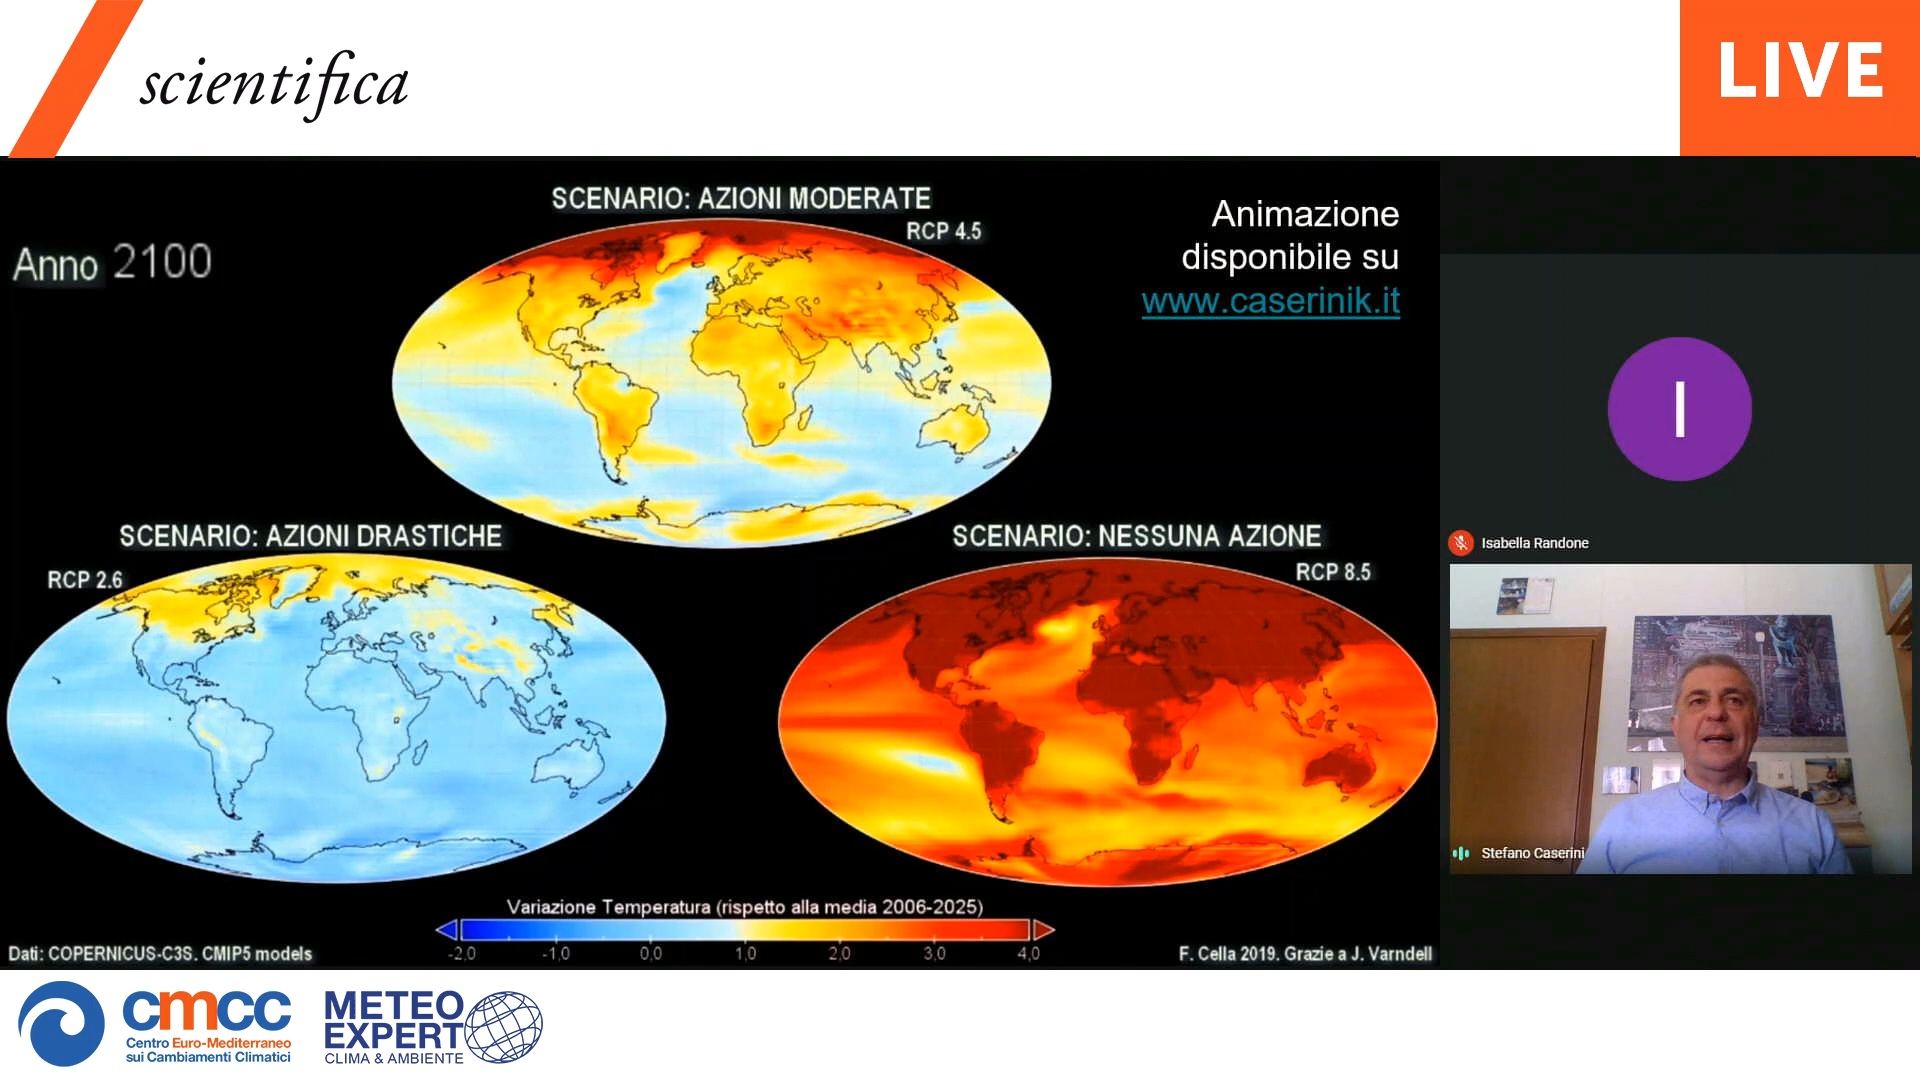 scientifica
LIVE
SCENARIO: AZIONI MODERATE
RCP 4.5
Anno 2100
Animazione
disponibile su
www.caserinik.it
I
Isabella Randone
SCENARIO: AZIONI DRASTICHE
RCP 2.6
SCENARIO: NESSUNA AZIONE
RCP 8.5
Stefano Caserini
Variazione Temperatura (rispetto alla media 2006-2025)
-2,0 -1,0 0,0 1,0 2,0 3,0 4,0
Dati: COPERNICUS-C3S. CMIP5 models
F. Cella 2019. Grazie a J. Varndell
cmcc
Centro Euro-Mediterraneo
sui Cambiamenti Climatici
METEO
EXPERT
CLIMA & AMBIENTE